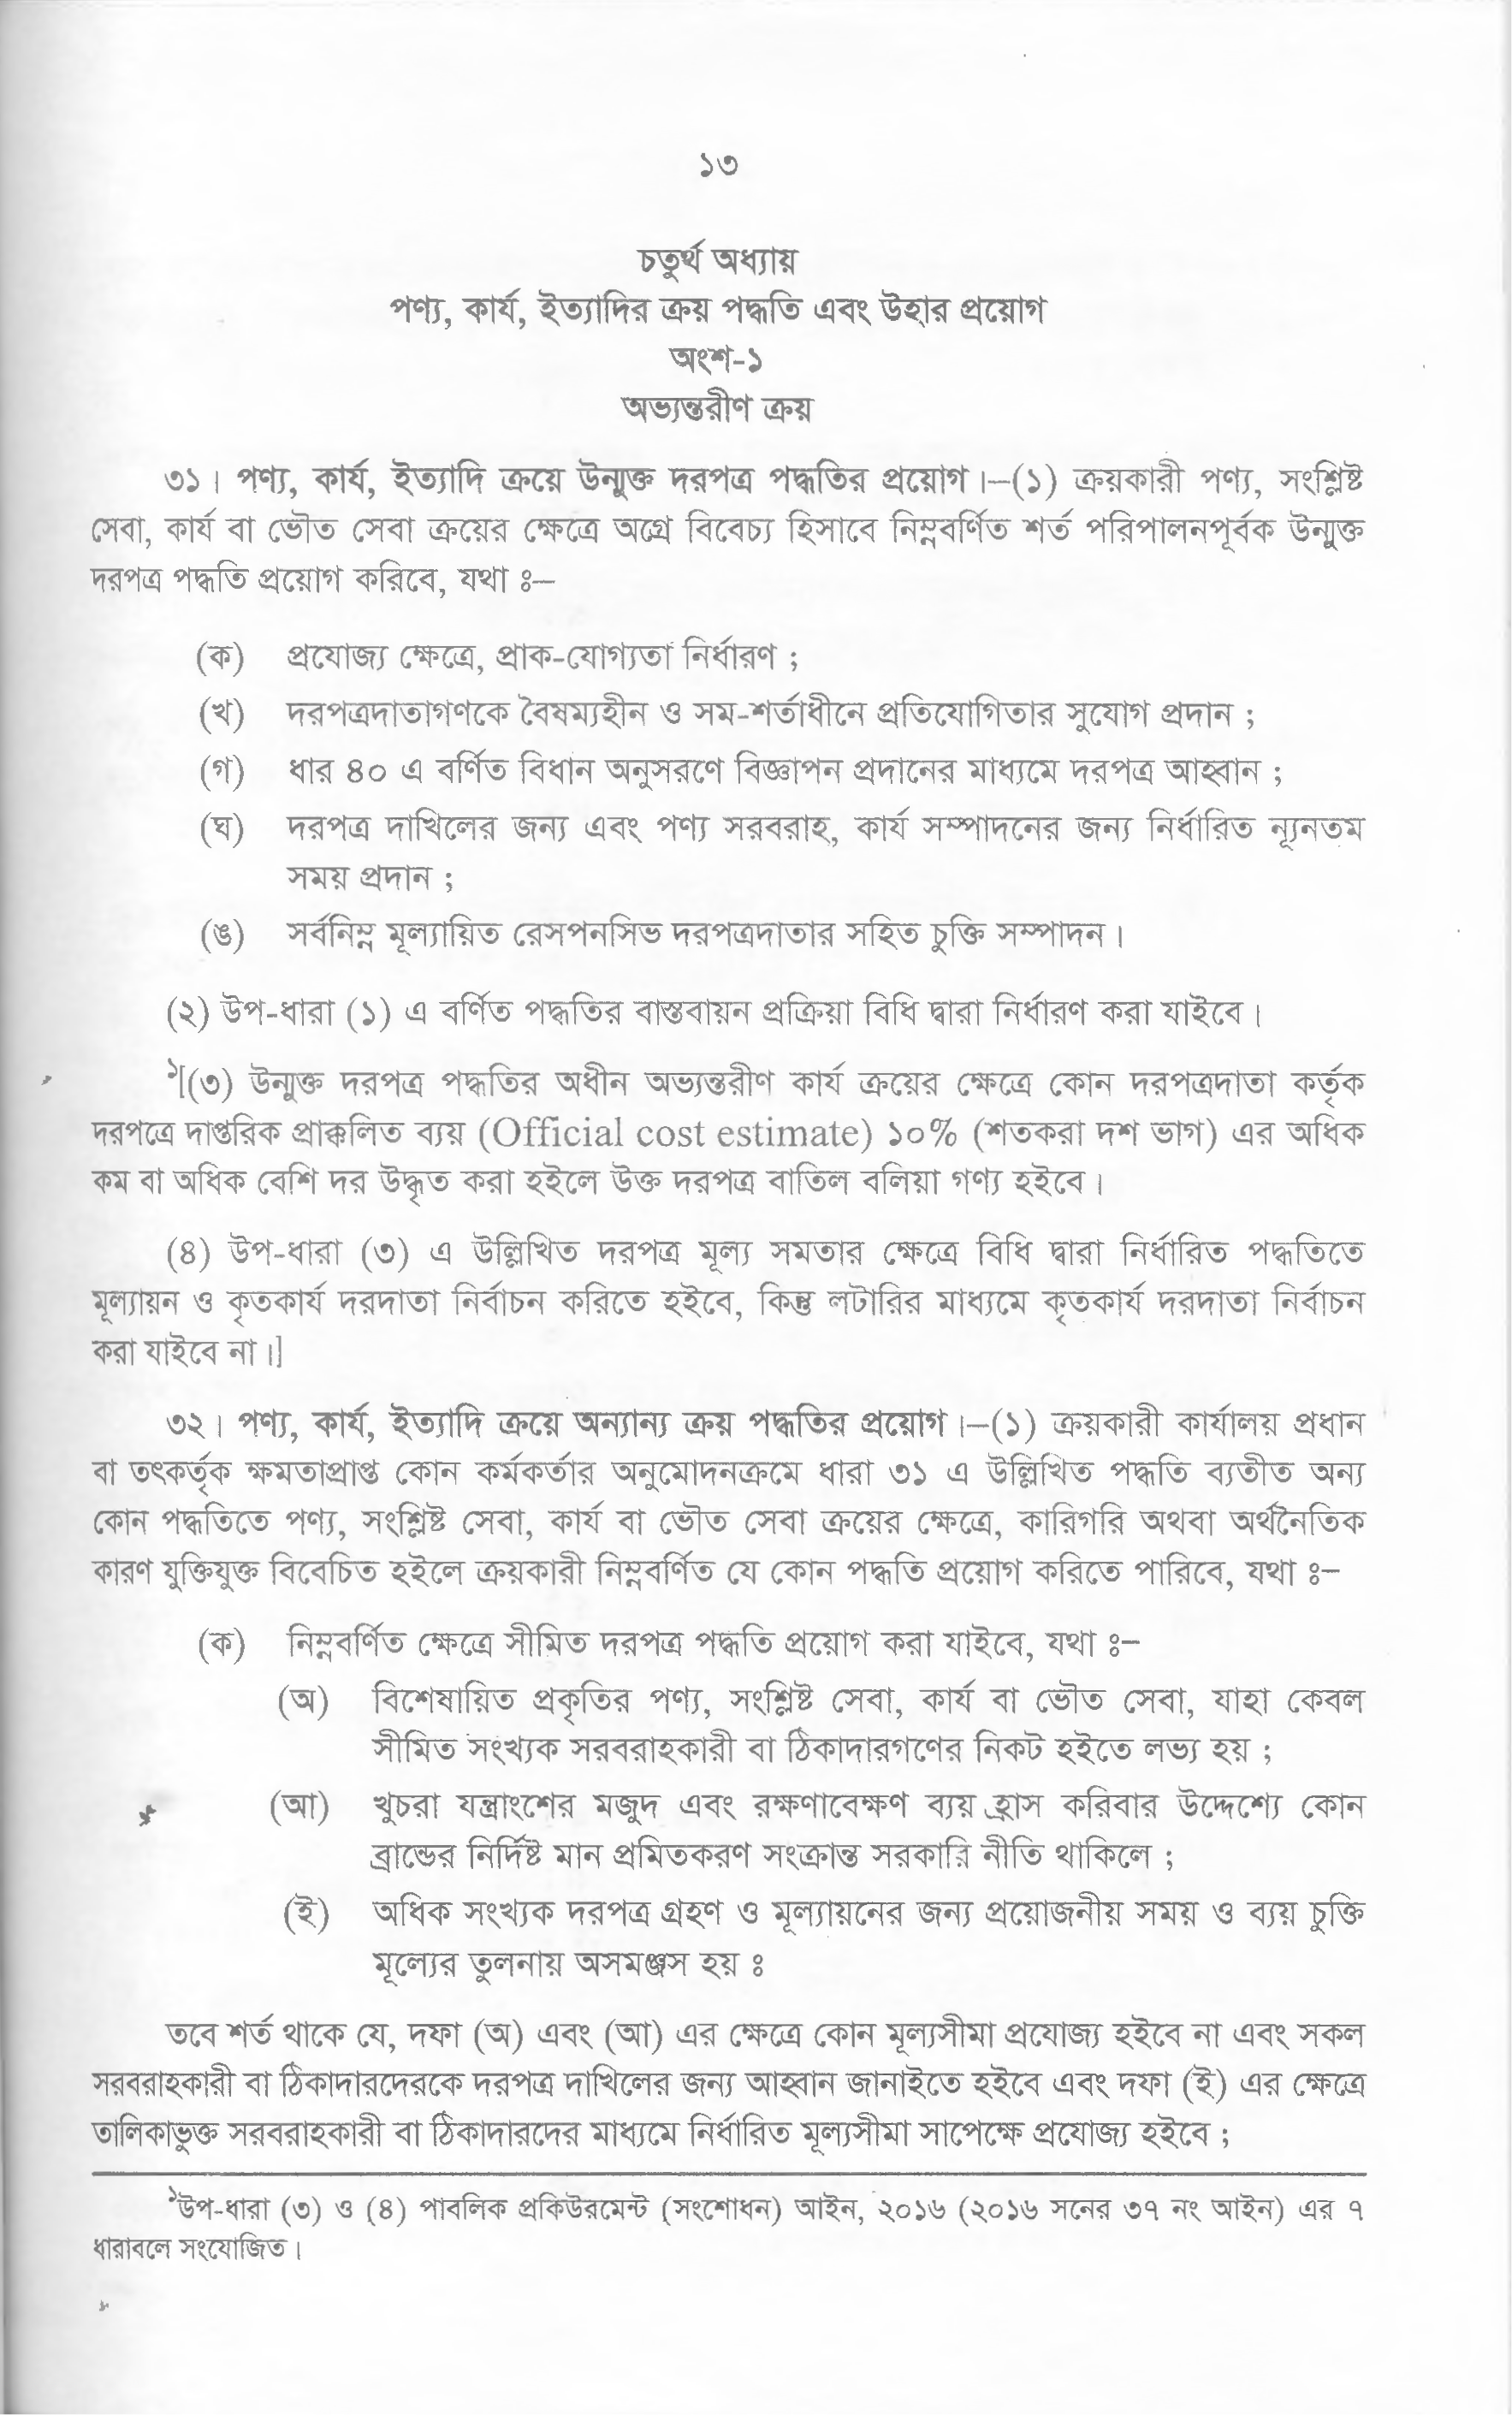 ১৩
চতুর্থ অধ্যায়
পণ্য, কার্য, ইত্যাদির ক্রয় পদ্ধতি এবং উহার প্রয়োগ
অংশ-১
অভ্যন্তরীণ ক্রয়
৩১। পণ্য, কার্য, ইত্যাদি ক্রয়ে উন্মুক্ত দরপত্র পদ্ধতির প্রয়োগ।–(১) ক্রয়কারী পণ্য, সংশ্লিষ্ট
সেবা, কার্য বা ভৌত সেবা ক্রয়ের ক্ষেত্রে অগ্রে বিবেচ্য হিসাবে নিম্নবর্ণিত শর্ত পরিপালনপূর্বক উন্মুক্ত
দরপত্র পদ্ধতি প্রয়োগ করিবে, যথা ঃ–
(ক) প্রযোজ্য ক্ষেত্রে, প্রাক-যোগ্যতা নির্ধারণ ;
(খ) দরপত্রদাতাগণকে বৈষম্যহীন ও সম-শর্তাধীনে প্রতিযোগিতার সুযোগ প্রদান ;
(গ) ধার ৪০ এ বর্ণিত বিধান অনুসরণে বিজ্ঞাপন প্রদানের মাধ্যমে দরপত্র আহ্বান ;
(ঘ) দরপত্র দাখিলের জন্য এবং পণ্য সরবরাহ, কার্য সম্পাদনের জন্য নির্ধারিত ন্যূনতম
সময় প্রদান ;
(ঙ) সর্বনিম্ন মূল্যায়িত রেসপনসিভ দরপত্রদাতার সহিত চুক্তি সম্পাদন।
(২) উপ-ধারা (১) এ বর্ণিত পদ্ধতির বাস্তবায়ন প্রক্রিয়া বিধি দ্বারা নির্ধারণ করা যাইবে।
১[(৩) উন্মুক্ত দরপত্র পদ্ধতির অধীন অভ্যন্তরীণ কার্য ক্রয়ের ক্ষেত্রে কোন দরপত্রদাতা কর্তৃক
দরপত্রে দাপ্তরিক প্রাক্কলিত ব্যয় (Official cost estimate) ১০% (শতকরা দশ ভাগ) এর অধিক
কম বা অধিক বেশি দর উদ্ধৃত করা হইলে উক্ত দরপত্র বাতিল বলিয়া গণ্য হইবে।
(৪) উপ-ধারা (৩) এ উল্লিখিত দরপত্র মূল্য সমতার ক্ষেত্রে বিধি দ্বারা নির্ধারিত পদ্ধতিতে
মূল্যায়ন ও কৃতকার্য দরদাতা নির্বাচন করিতে হইবে, কিন্তু লটারির মাধ্যমে কৃতকার্য দরদাতা নির্বাচন
করা যাইবে না।]
৩২। পণ্য, কার্য, ইত্যাদি ক্রয়ে অন্যান্য ক্রয় পদ্ধতির প্রয়োগ।–(১) ক্রয়কারী কার্যালয় প্রধান
বা তৎকর্তৃক ক্ষমতাপ্রাপ্ত কোন কর্মকর্তার অনুমোদনক্রমে ধারা ৩১ এ উল্লিখিত পদ্ধতি ব্যতীত অন্য
কোন পদ্ধতিতে পণ্য, সংশ্লিষ্ট সেবা, কার্য বা ভৌত সেবা ক্রয়ের ক্ষেত্রে, কারিগরি অথবা অর্থনৈতিক
কারণ যুক্তিযুক্ত বিবেচিত হইলে ক্রয়কারী নিম্নবর্ণিত যে কোন পদ্ধতি প্রয়োগ করিতে পারিবে, যথা ঃ–
(ক) নিম্নবর্ণিত ক্ষেত্রে সীমিত দরপত্র পদ্ধতি প্রয়োগ করা যাইবে, যথা ঃ–
(অ) বিশেষায়িত প্রকৃতির পণ্য, সংশ্লিষ্ট সেবা, কার্য বা ভৌত সেবা, যাহা কেবল
সীমিত সংখ্যক সরবরাহকারী বা ঠিকাদারগণের নিকট হইতে লভ্য হয় ;
(আ) খুচরা যন্ত্রাংশের মজুদ এবং রক্ষণাবেক্ষণ ব্যয় হ্রাস করিবার উদ্দেশ্যে কোন
ব্রান্ডের নির্দিষ্ট মান প্রমিতকরণ সংক্রান্ত সরকারি নীতি থাকিলে ;
(ই) অধিক সংখ্যক দরপত্র গ্রহণ ও মূল্যায়নের জন্য প্রয়োজনীয় সময় ও ব্যয় চুক্তি
মূল্যের তুলনায় অসমঞ্জস হয় ঃ
তবে শর্ত থাকে যে, দফা (অ) এবং (আ) এর ক্ষেত্রে কোন মূল্যসীমা প্রযোজ্য হইবে না এবং সকল
সরবরাহকারী বা ঠিকাদারদেরকে দরপত্র দাখিলের জন্য আহ্বান জানাইতে হইবে এবং দফা (ই) এর ক্ষেত্রে
তালিকাভুক্ত সরবরাহকারী বা ঠিকাদারদের মাধ্যমে নির্ধারিত মূল্যসীমা সাপেক্ষে প্রযোজ্য হইবে ;
১উপ-ধারা (৩) ও (৪) পাবলিক প্রকিউরমেন্ট (সংশোধন) আইন, ২০১৬ (২০১৬ সনের ৩৭ নং আইন) এর ৭
ধারাবলে সংযোজিত।